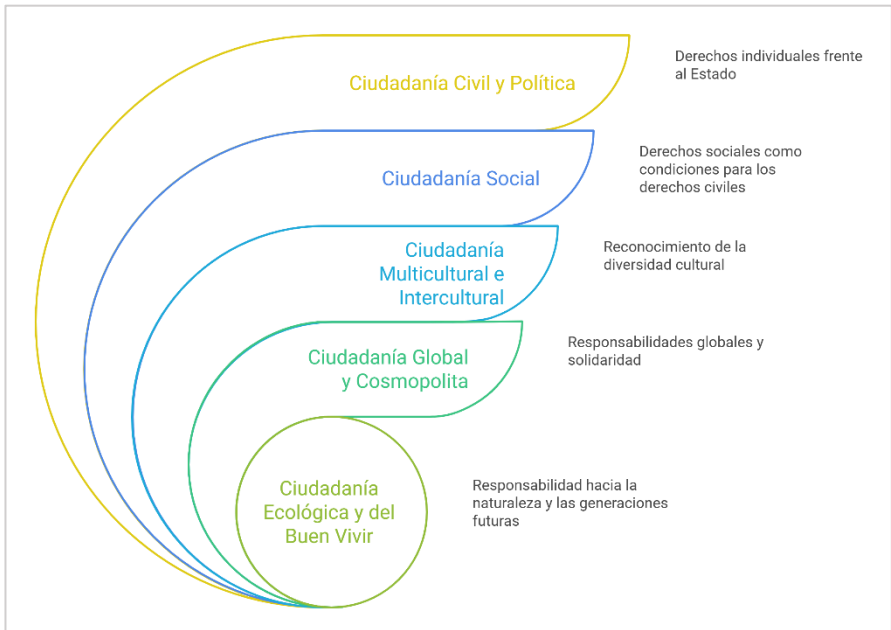 Ciudadanía Civil y Política
Derechos individuales frente
al Estado
Ciudadanía Social
Derechos sociales como
condiciones para los
derechos civiles
Ciudadanía
Multicultural e
Intercultural
Reconocimiento de la
diversidad cultural
Ciudadanía Global
y Cosmopolita
Responsabilidades globales y
solidaridad
Ciudadanía
Ecológica y del
Buen Vivir
Responsabilidad hacia la
naturaleza y las generaciones
futuras